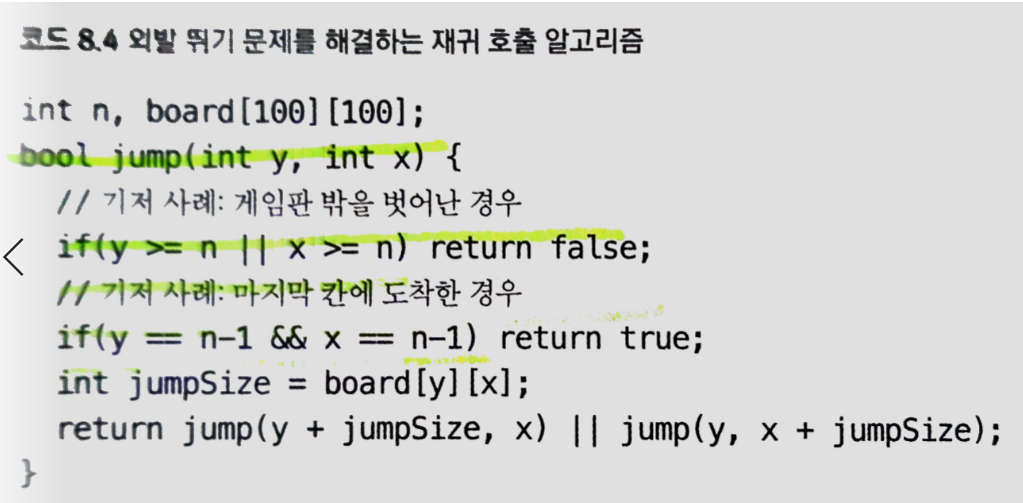 코드 8.4 외발 뛰기 문제를 해결하는 재귀 호출 알고리즘
int n, board[100][100];
bool jump(int y, int x) {
// 기저 사례: 게임판 밖을 벗어난 경우
if(y >= n || x >= n) return false;
// 기저 사례: 마지막 칸에 도착한 경우
if(y == n-1 && x == n-1) return true;
int jumpSize = board[y][x];
return jump(y + jumpSize, x) || jump(y, x + jumpSize);
}